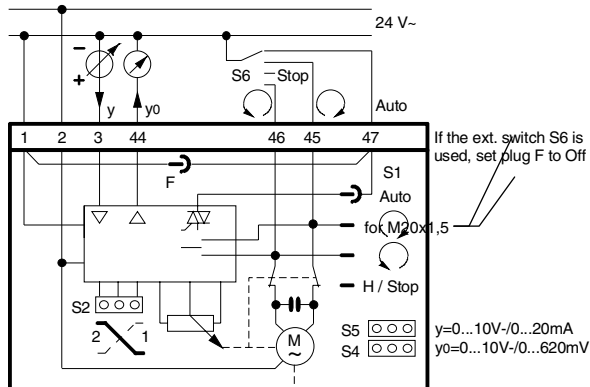 24 V~
–
+
y
y0
S6
Stop
Auto
1 2 3 44 46 45 47
If the ext. switch S6 is
used, set plug F to Off
F
S1
Auto
for M20x1,5
H / Stop
S2
2 1
M
~
S5 y=0...10V-/0...20mA
S4 y0=0...10V-/0...620mV